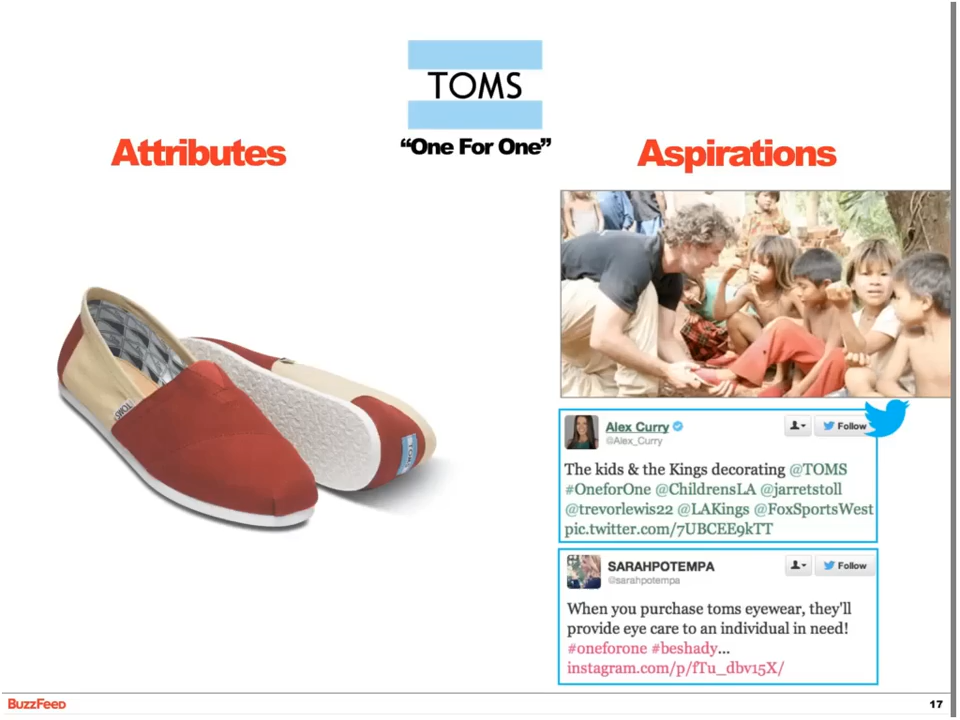 TOMS
“One For One”
Attributes
Aspirations
TOMS
TOMS
Alex Curry
@Alex_Curry
Follow
The kids & the Kings decorating @TOMS
#OneforOne @ChildrensLA @jarretstoll
@trevorlewis22 @LAKings @FoxSportsWest
pic.twitter.com/7UBCEE9kTT
SARAHPOTEMPA
@sarahpotempa
Follow
When you purchase toms eyewear, they'll
provide eye care to an individual in need!
#oneforone #beshady...
instagram.com/p/fTu_dbv15X/
BuzzFeed
17